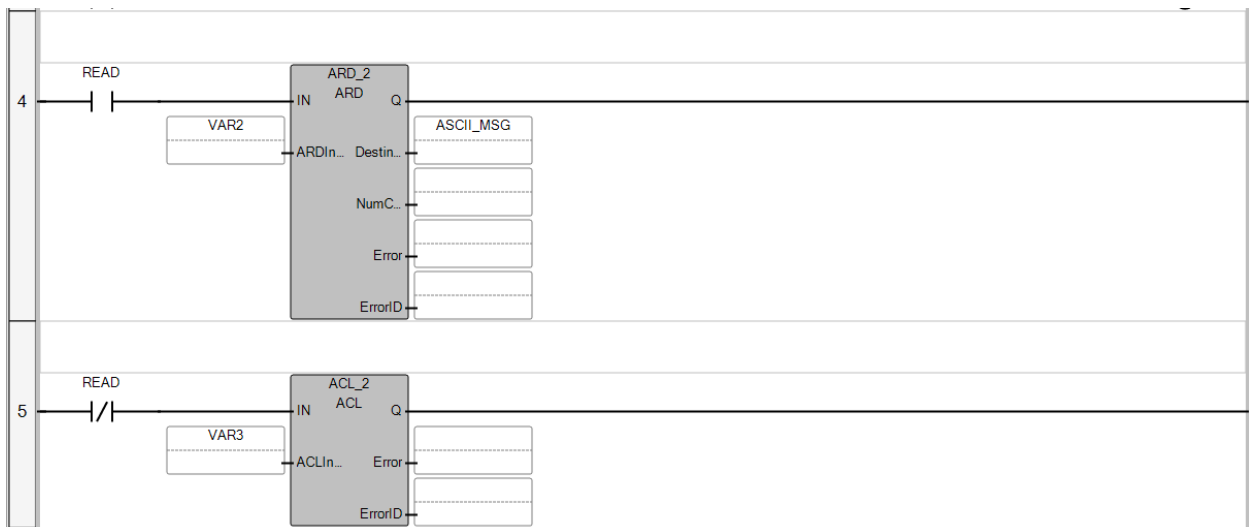 READ
ARD_2
4
IN ARD Q
VAR2
ASCII_MSG
ARDIn... Destin...
NumC...
Error
ErrorID
READ
ACL_2
5
IN ACL Q
VAR3
ACLIn... Error
ErrorID